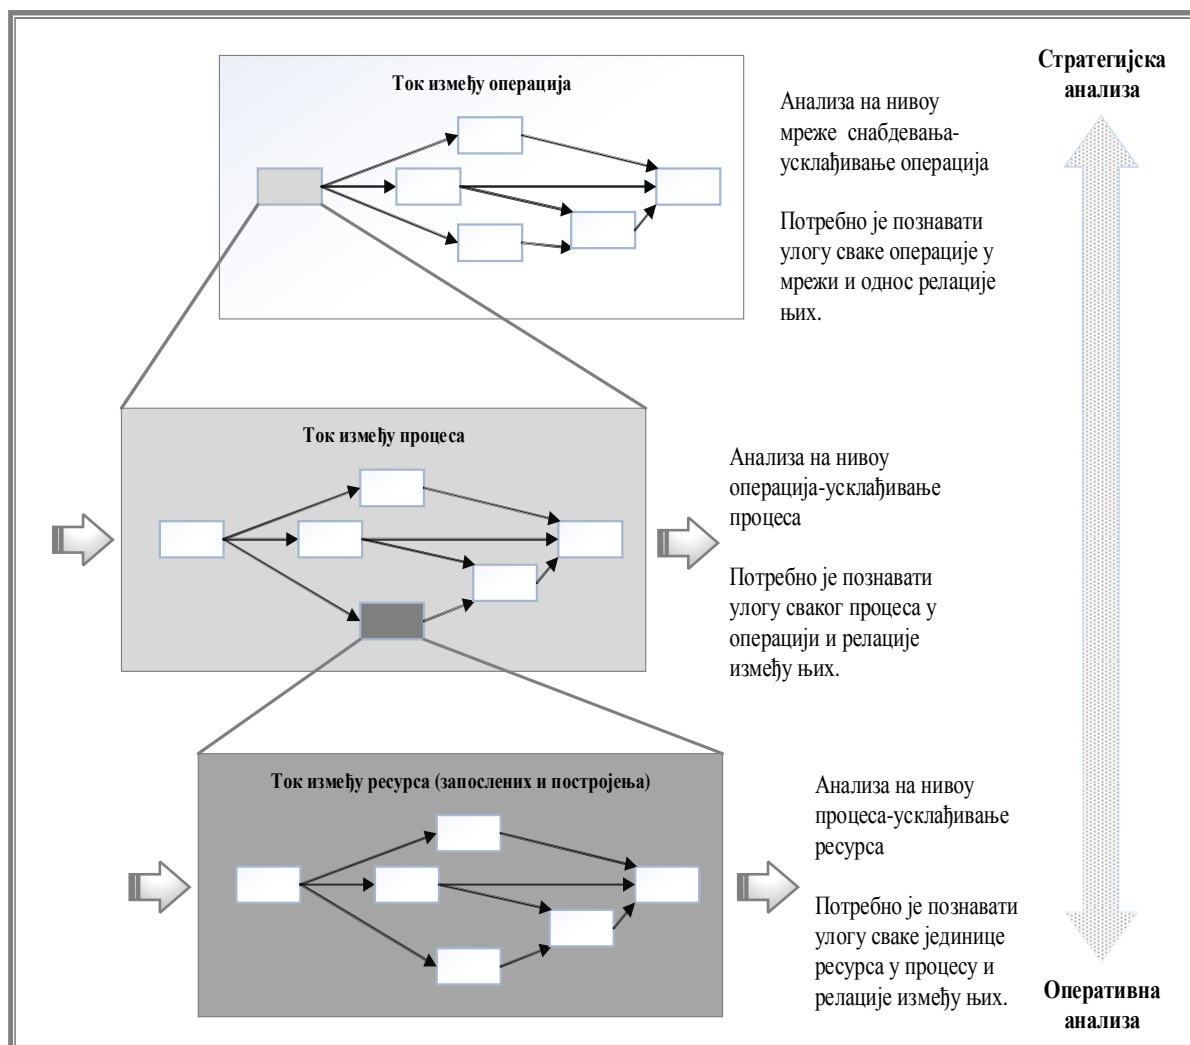 Стратегијска
анализа
Ток између операција
Анализа на нивоу
мреже снабдевања-
усклађивање операција
Потребно је познавати
улогу сваке операције у
мрежи и однос релације
њих.
Ток између процеса
Анализа на нивоу
операција-усклађивање
процеса
Потребно је познавати
улогу сваког процеса у
операцији и релације
између њих.
Ток између ресурса (запослених и постројења)
Анализа на нивоу
процеса-усклађивање
ресурса
Потребно је познавати
улогу сваке јединице
ресурса у процесу и
релације између њих.
Оперативна
анализа